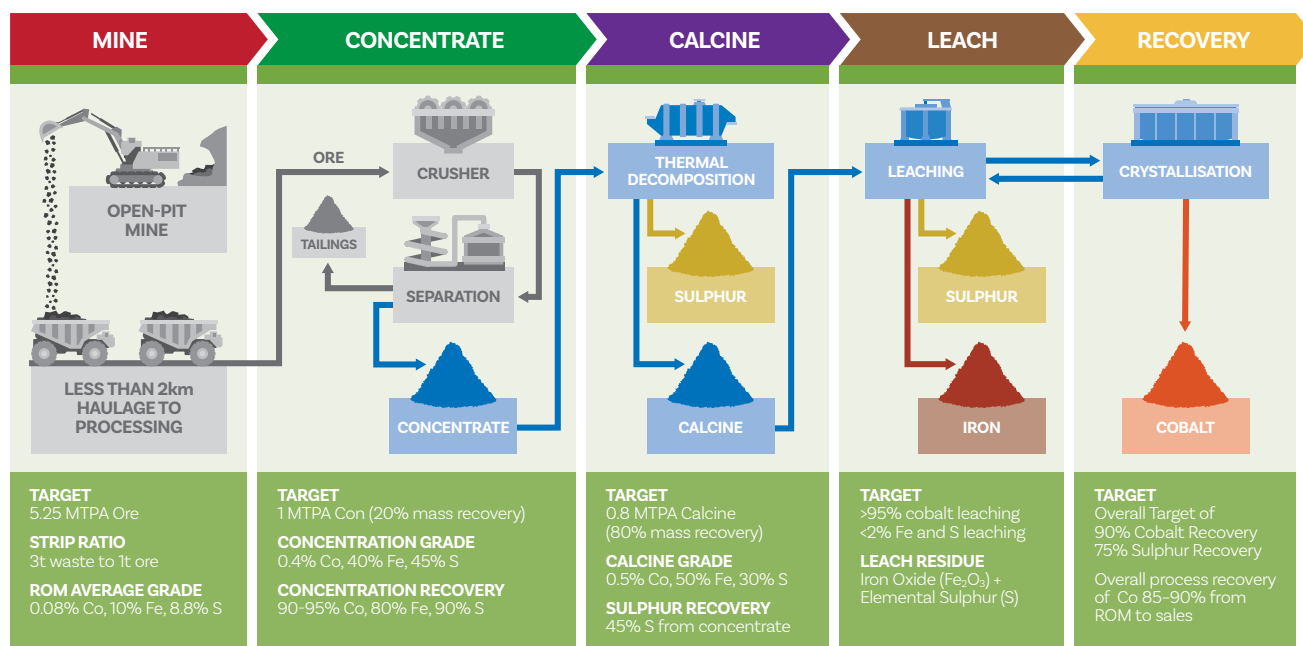 MINE
CONCENTRATE
CALCINE
LEACH
RECOVERY
OPEN-PIT
MINE
LESS THAN 2km
HAULAGE TO
PROCESSING
ORE
CRUSHER
TAILINGS
SEPARATION
CONCENTRATE
THERMAL
DECOMPOSITION
SULPHUR
CALCINE
LEACHING
SULPHUR
IRON
CRYSTALLISATION
COBALT
TARGET
5.25 MTPA Ore
STRIP RATIO
3t waste to 1t ore
ROM AVERAGE GRADE
0.08% Co, 10% Fe, 8.8% S
TARGET
1 MTPA Con (20% mass recovery)
CONCENTRATION GRADE
0.4% Co, 40% Fe, 45% S
CONCENTRATION RECOVERY
90-95% Co, 80% Fe, 90% S
TARGET
0.8 MTPA Calcine
(80% mass recovery)
CALCINE GRADE
0.5% Co, 50% Fe, 30% S
SULPHUR RECOVERY
45% S from concentrate
TARGET
>95% cobalt leaching
<2% Fe and S leaching
LEACH RESIDUE
Iron Oxide (Fe₂O₃) +
Elemental Sulphur (S)
TARGET
Overall Target of
90% Cobalt Recovery
75% Sulphur Recovery
Overall process recovery
of Co 85–90% from
ROM to sales